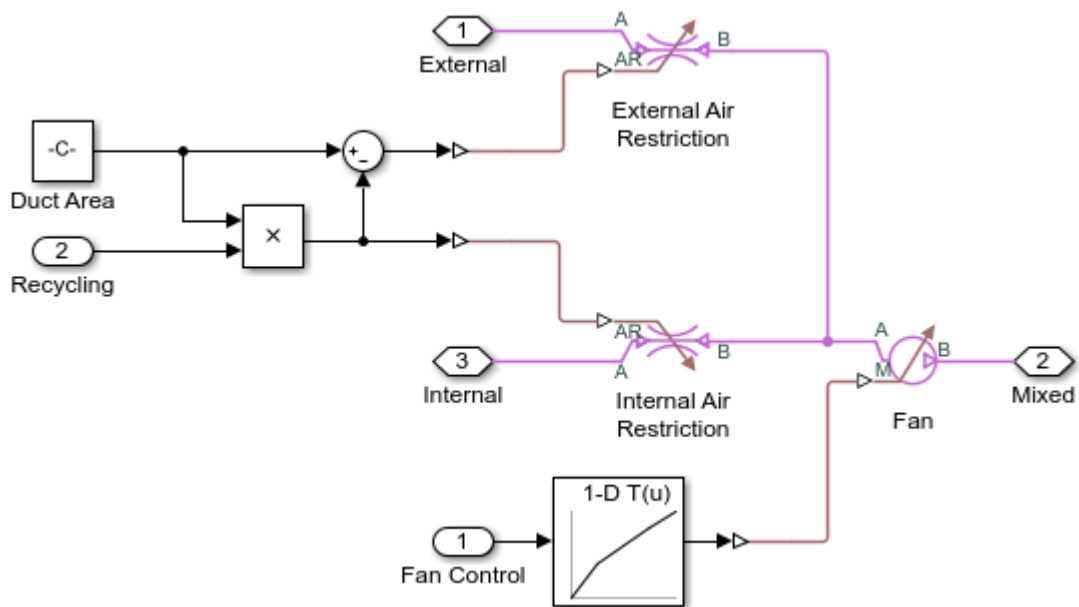 1
External
A
B
AR
External Air
Restriction
-C-
Duct Area
+
-
×
2
Recycling
AR
B
A
3
Internal
Internal Air
Restriction
A
B
M
Fan
2
Mixed
1-D T(u)
1
Fan Control